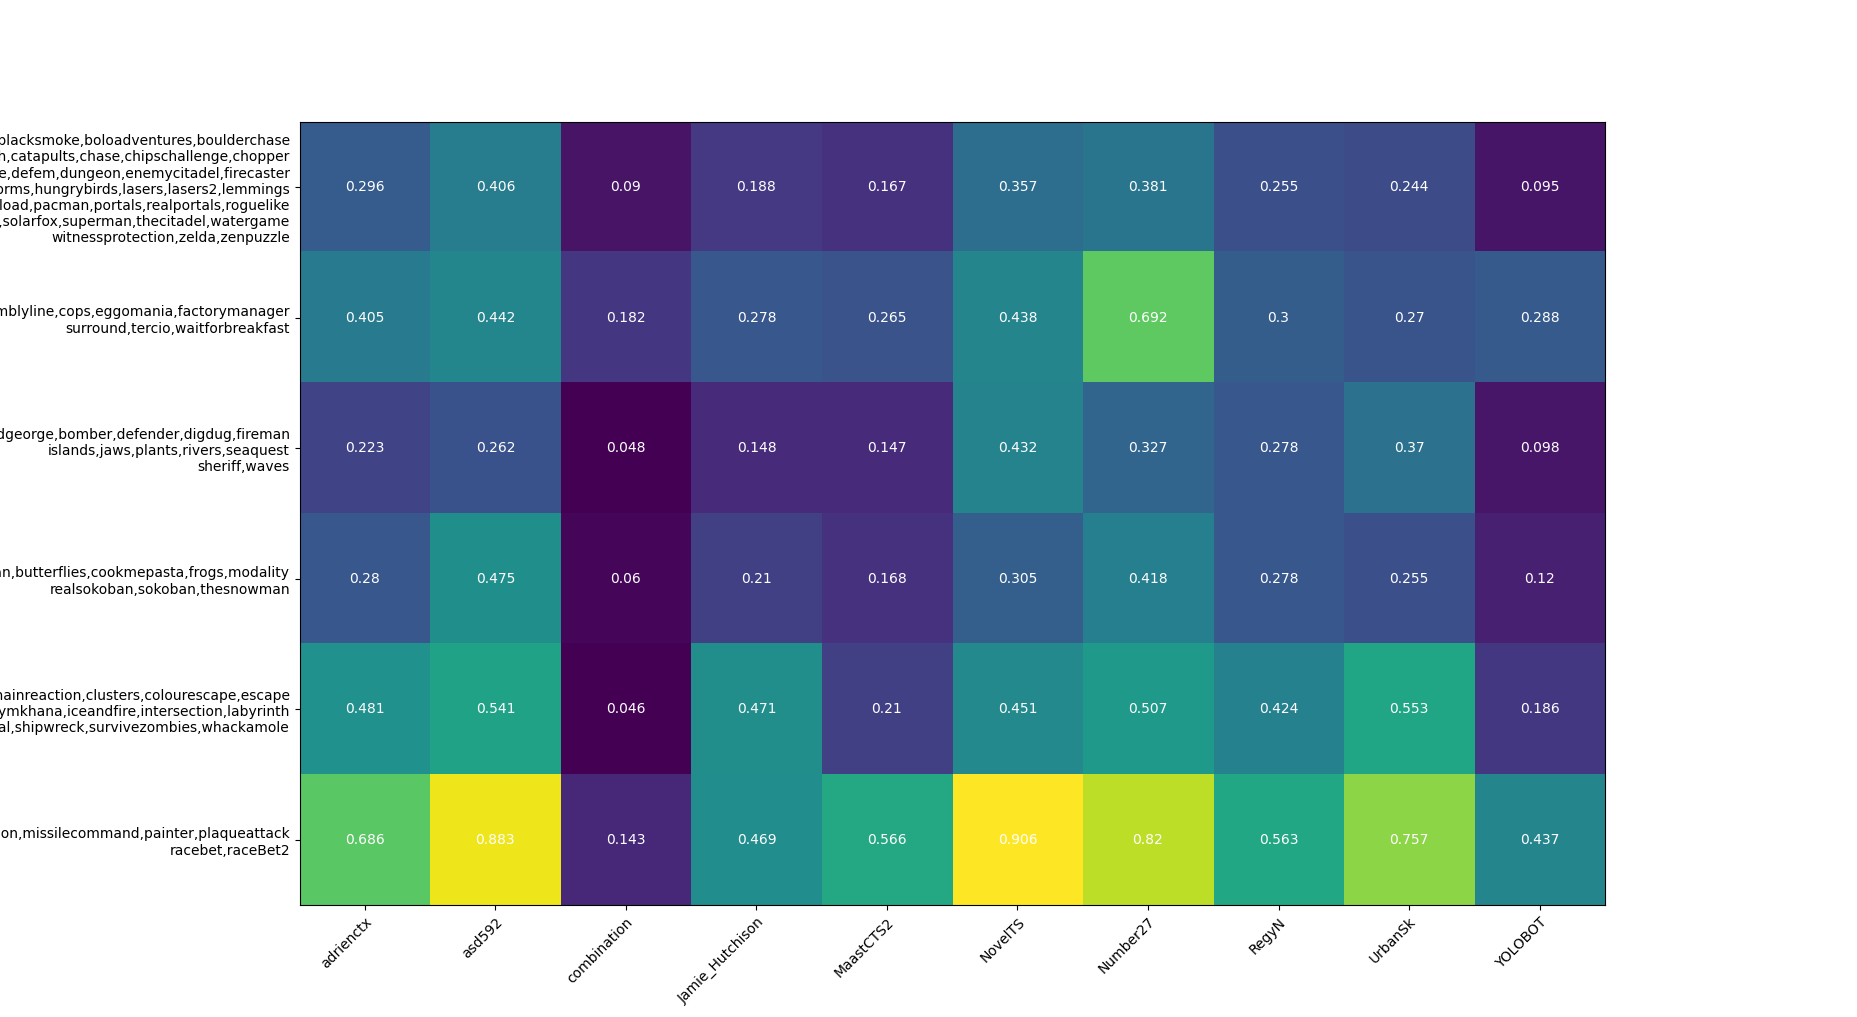 blacksmoke,boloadventures,boulderchase
,catapults,chase,chipschallenge,chopper
,defem,dungeon,enemycitadel,firecaster
,hungrybirds,lasers,lasers2,lemmings
,pacman,portals,realportals,roguelike
,solarfox,superman,thecitadel,watergame
witnessprotection,zelda,zenpuzzle
0.296 0.406 0.09 0.188 0.167 0.357 0.381 0.255 0.244 0.095
,cops,eggomania,factorymanager
surround,tercio,waitforbreakfast
0.405 0.442 0.182 0.278 0.265 0.438 0.692 0.3 0.27 0.288
,bomber,defender,digdug,fireman
islands,jaws,plants,rivers,seaquest
sheriff,waves
0.223 0.262 0.048 0.148 0.147 0.432 0.327 0.278 0.37 0.098
,butterflies,cookmepasta,frogs,modality
realsokoban,sokoban,thesnowman
0.28 0.475 0.06 0.21 0.168 0.305 0.418 0.278 0.255 0.12
,clusters,colourescape,escape
,iceandfire,intersection,labyrinth
,shipwreck,survivezombies,whackamole
0.481 0.541 0.046 0.471 0.21 0.451 0.507 0.424 0.553 0.186
,missilecommand,painter,plaqueattack
racebet,raceBet2
0.686 0.883 0.143 0.469 0.566 0.906 0.82 0.563 0.757 0.437
adrienctx asd592 combination Jamie_Hutchison MaastCTS2 NovelTS Number27 RegyN UrbanSk YOLOBOT